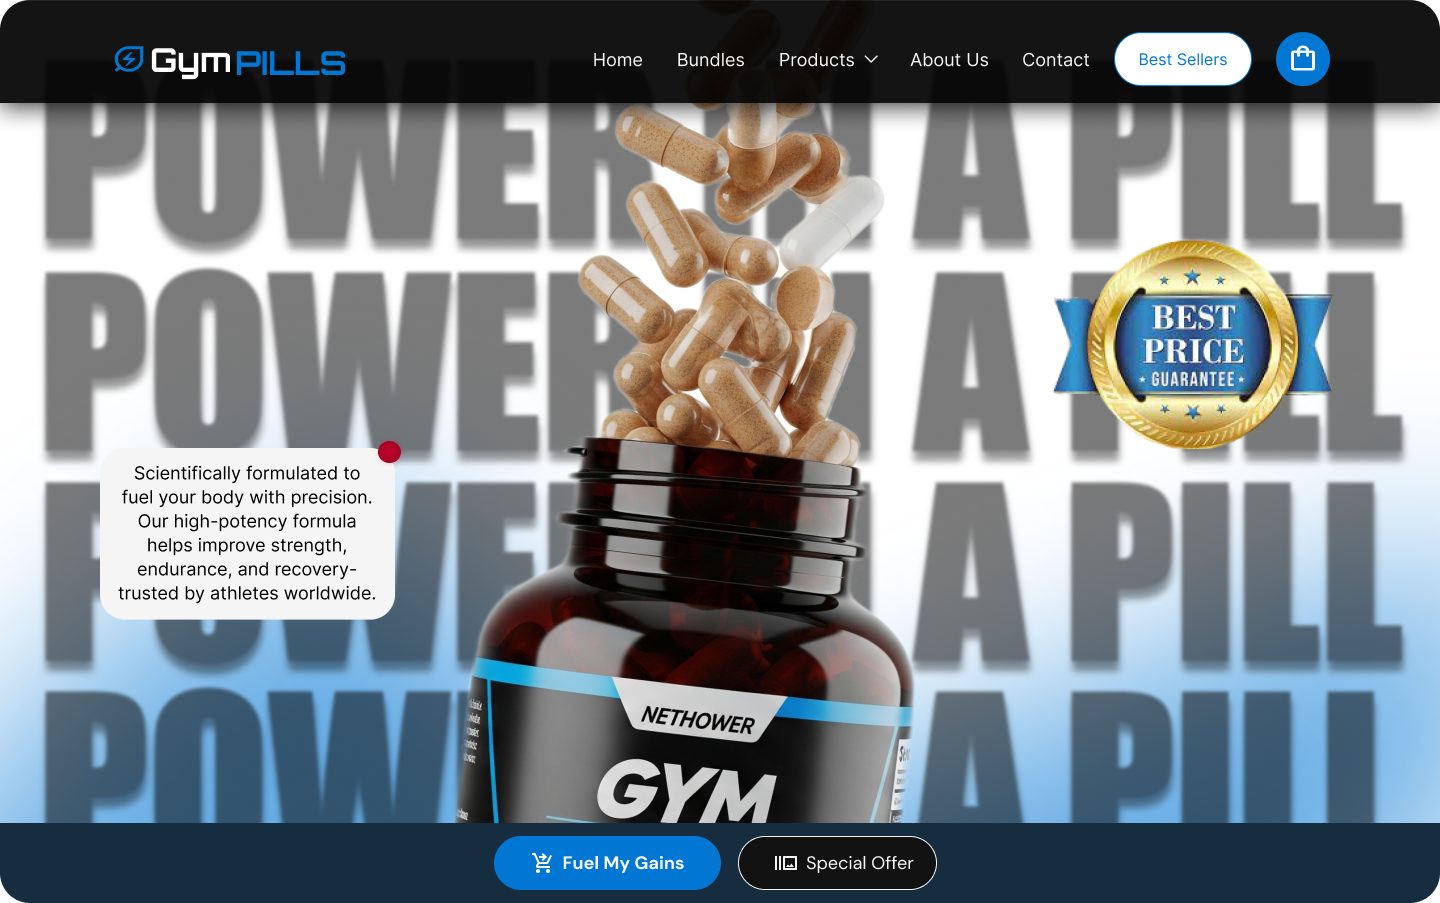 GymPILLS
Home
Bundles
Products
About Us
Contact
Best Sellers
POWER IN A PILL
POWER IN A PILL
BEST
PRICE
GUARANTEE
Scientifically formulated to
fuel your body with precision.
Our high-potency formula
helps improve strength,
endurance, and recovery-
trusted by athletes worldwide.
POWER IN A PILL
POWER IN A PILL
NETHOWER
GYM
Fuel My Gains
Special Offer